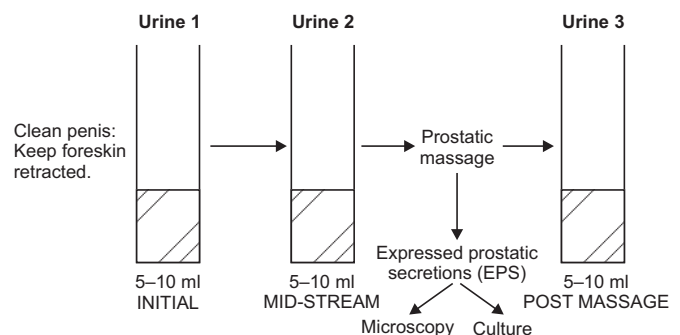 Urine 1
Urine 2
Urine 3
Clean penis:
Keep foreskin
retracted.
Prostatic
massage
Expressed prostatic
secretions (EPS)
5–10 ml
INITIAL
5–10 ml
MID-STREAM
5–10 ml
POST MASSAGE
Microscopy
Culture